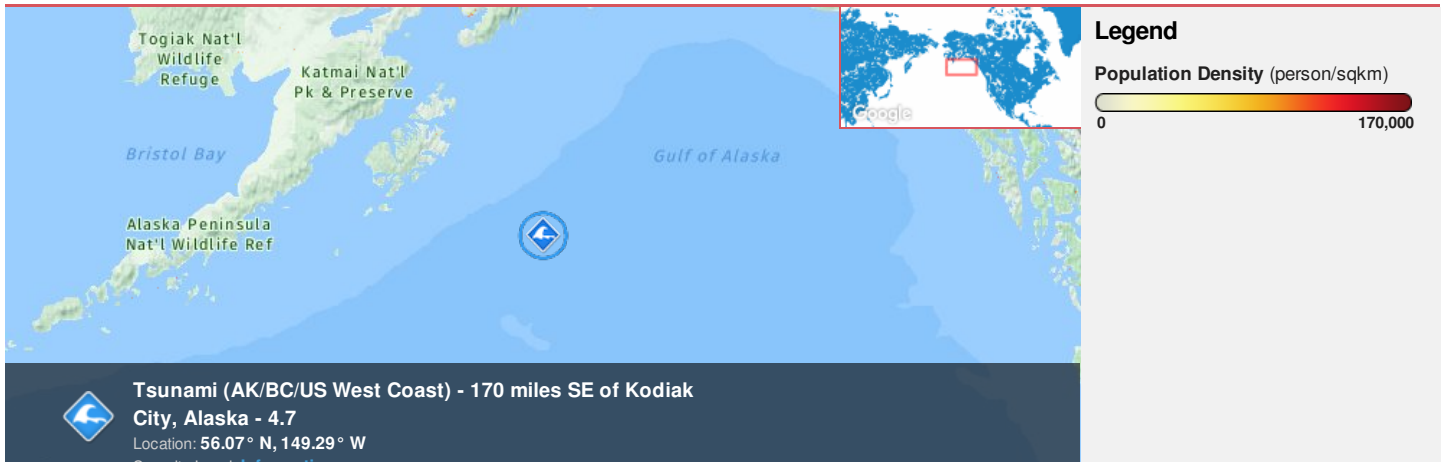 Togiak Nat'l
Wildlife
Refuge
Katmai Nat'l
Pk & Preserve
Bristol Bay
Gulf of Alaska
Alaska Peninsula
Nat'l Wildlife Ref
Google
Legend
Population Density (person/sqkm)
0 170,000
Tsunami (AK/BC/US West Coast) - 170 miles SE of Kodiak
City, Alaska - 4.7
Location: 56.07° N, 149.29° W